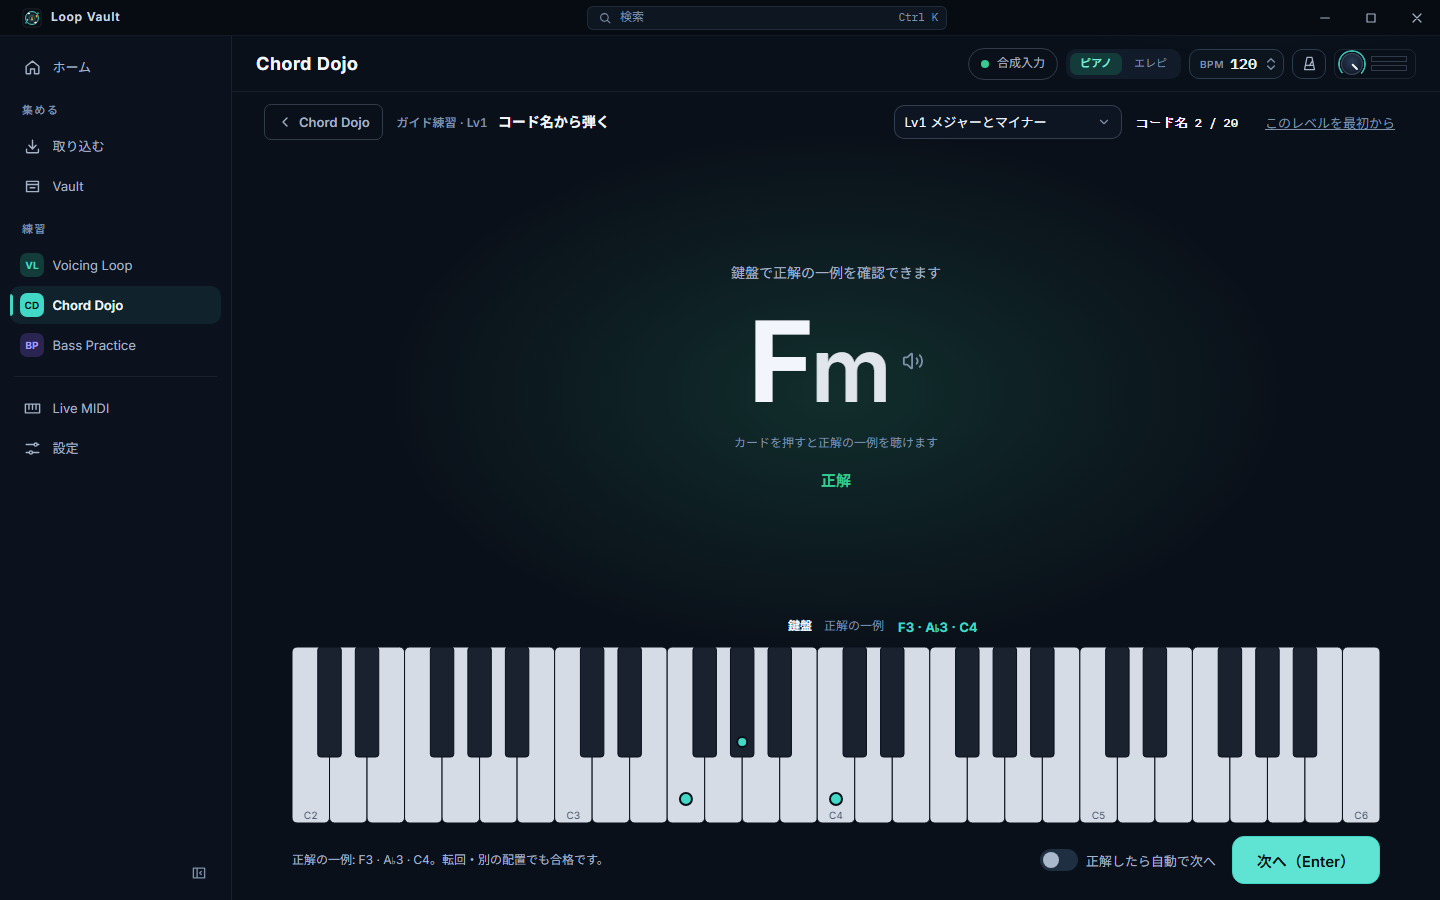 Loop Vault
検索
Ctrl K
ホーム
集める
取り込む
Vault
練習
VL Voicing Loop
CD Chord Dojo
BP Bass Practice
Live MIDI
設定
Chord Dojo
合成入力
ピアノ
エレピ
BPM 120
Chord Dojo
ガイド練習 · Lv1
コード名から弾く
Lv1 メジャーとマイナー
コード名 2 / 20
このレベルを最初から
鍵盤で正解の一例を確認できます
Fm
カードを押すと正解の一例を聴けます
正解
鍵盤 正解の一例 F3 · A♭3 · C4
C2 C3 C4 C5 C6
正解の一例: F3 · A♭3 · C4。転回・別の配置でも合格です。
正解したら自動で次へ
次へ（Enter）